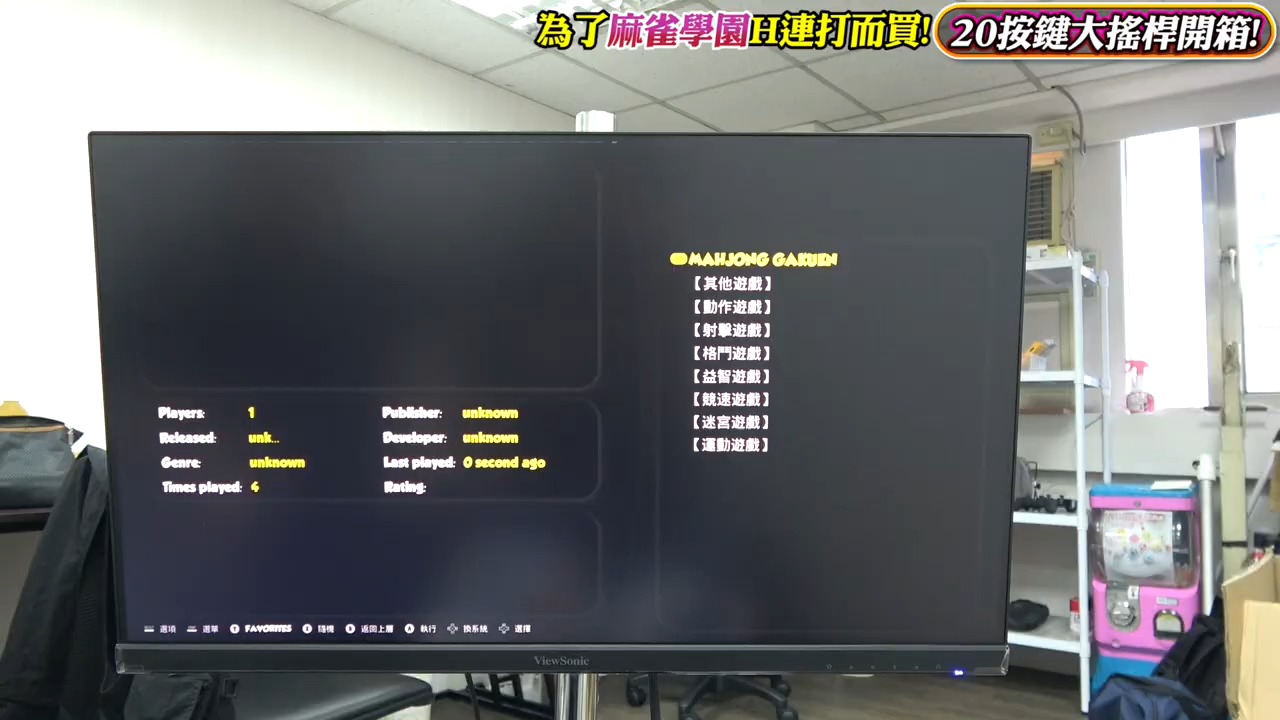 為了麻雀學園H連打而買!
20按鍵大搖桿開箱!
MAHJONG GAKUEN
【其他遊戲】
【動作遊戲】
【射擊遊戲】
【格鬥遊戲】
【益智遊戲】
【競速遊戲】
【迷宮遊戲】
【運動遊戲】
Players: 1
Publisher: unknown
Released: unk...
Developer: unknown
Genre: unknown
Last played: 0 second ago
Times played: 4
Rating:
選項 選單 FAVORITES 隨機 返回上層 執行 換系統 選擇
ViewSonic